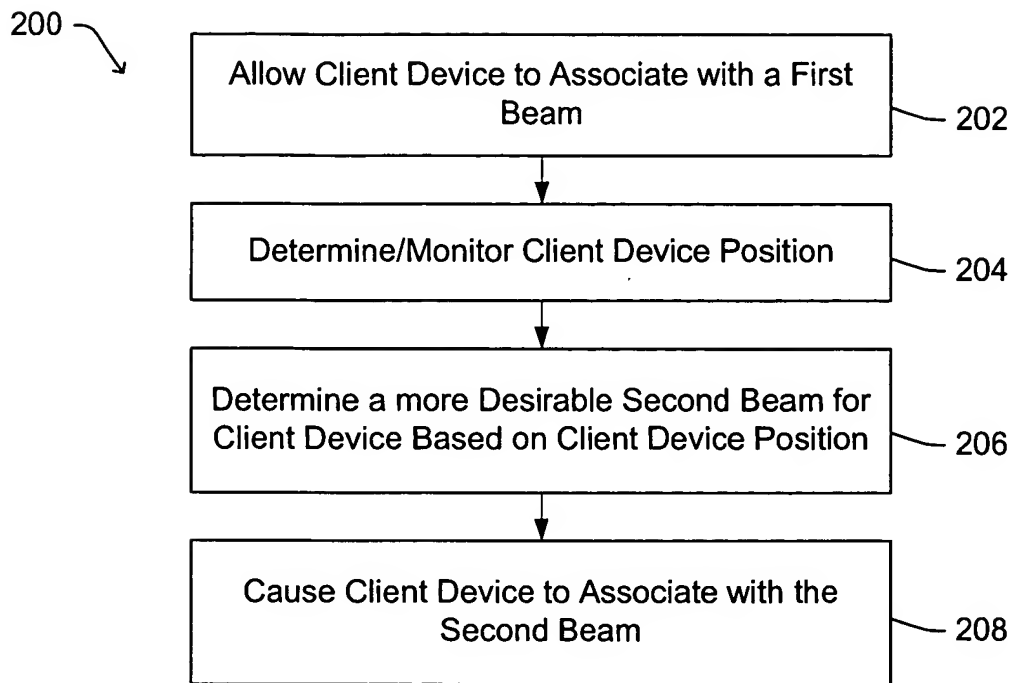 200
Allow Client Device to Associate with a First
Beam
202
Determine/Monitor Client Device Position
204
Determine a more Desirable Second Beam for
Client Device Based on Client Device Position
206
Cause Client Device to Associate with the
Second Beam
208